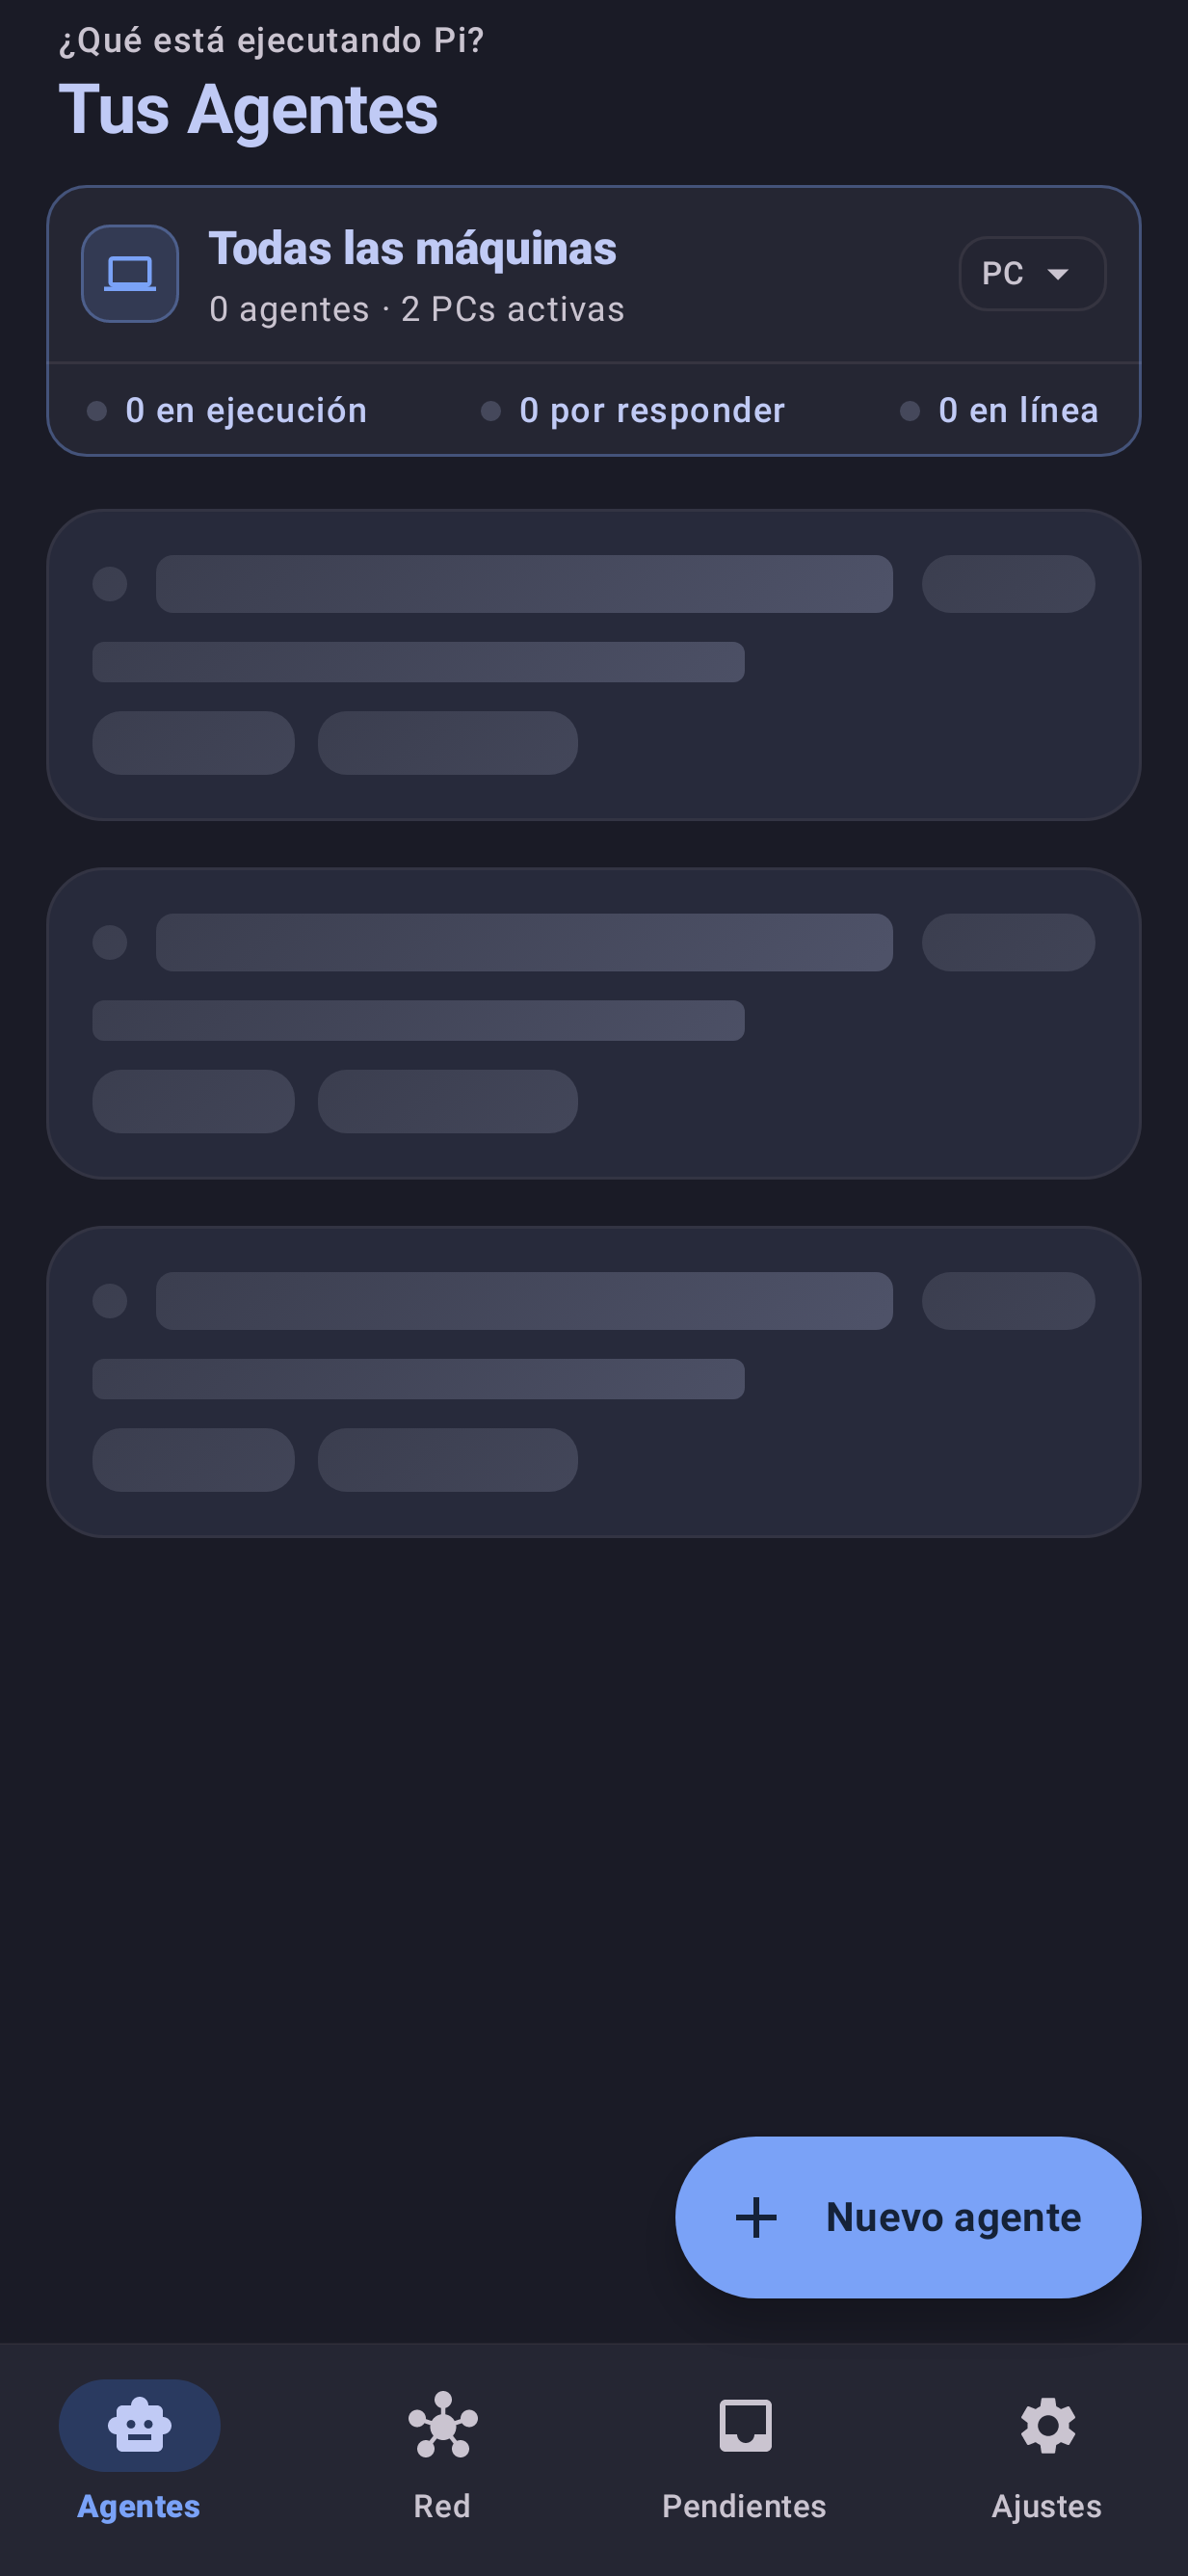 ¿Qué está ejecutando Pi?
Tus Agentes
Todas las máquinas
0 agentes · 2 PCs activas
PC
0 en ejecución
0 por responder
0 en línea
Nuevo agente
Agentes
Red
Pendientes
Ajustes